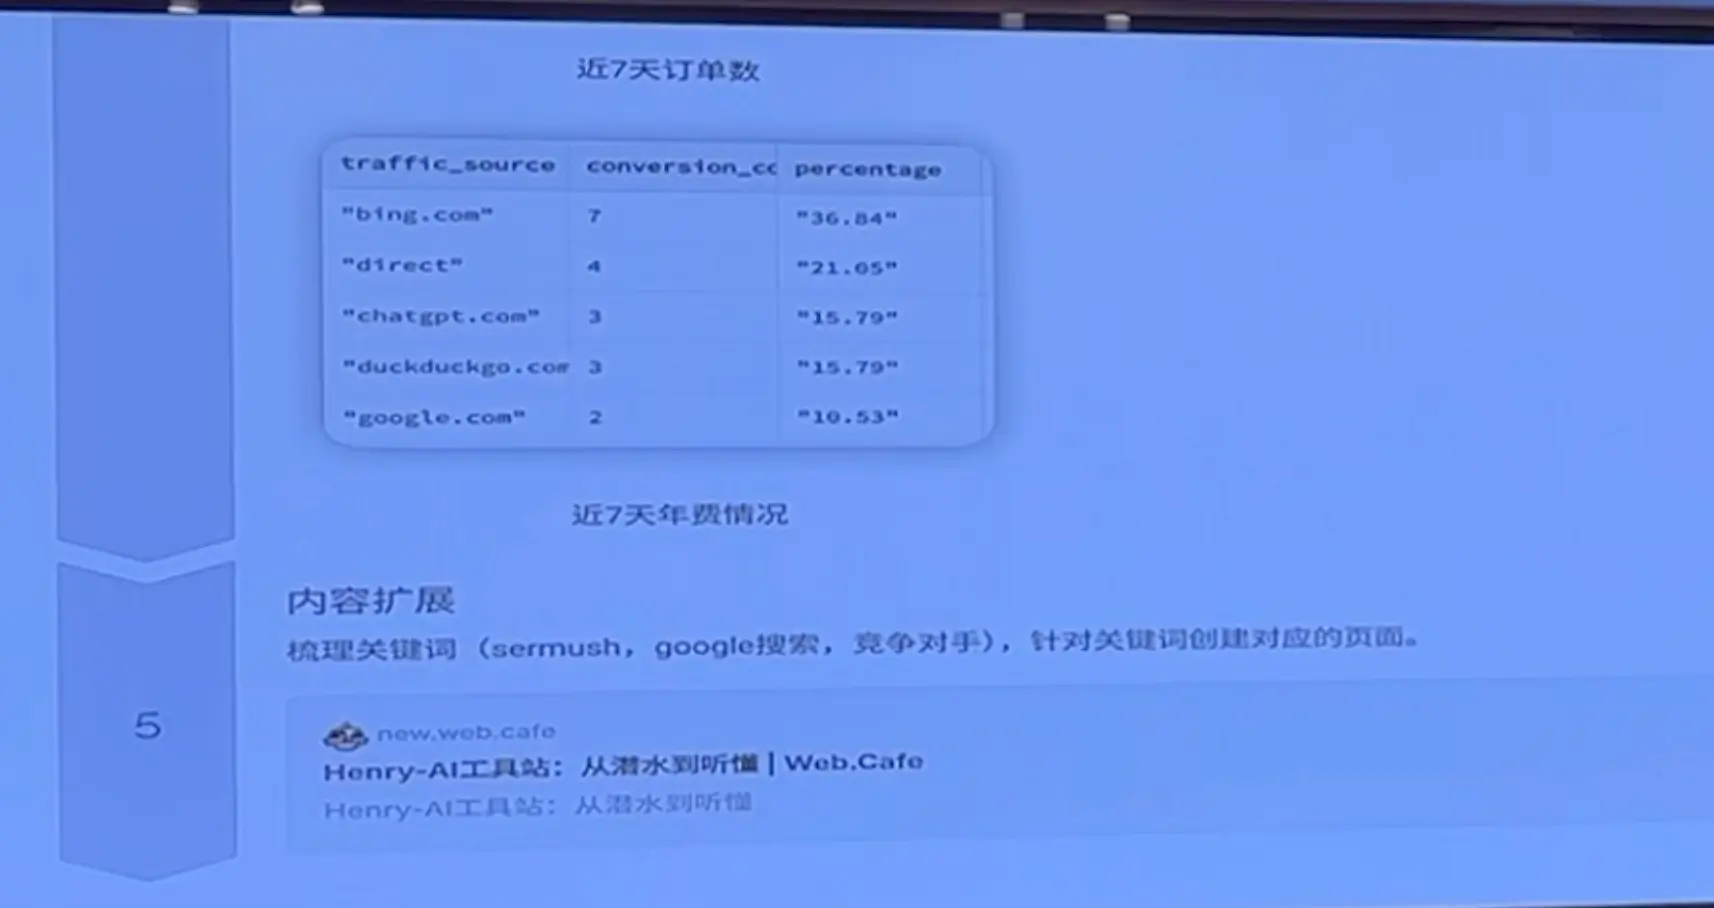 近7天订单数
traffic_source conversion_cc percentage
"bing.com" 7 "36.84"
"direct" 4 "21.05"
"chatgpt.com" 3 "15.79"
"duckduckgo.com 3 "15.79"
"google.com" 2 "10.53"
近7天年费情况
内容扩展
梳理关键词（sermush，google搜索，竞争对手），针对关键词创建对应的页面。
5
new.web.cafe
Henry-AI工具站：从潜水到听懂 | Web.Cafe
Henry-AI工具站：从潜水到听懂